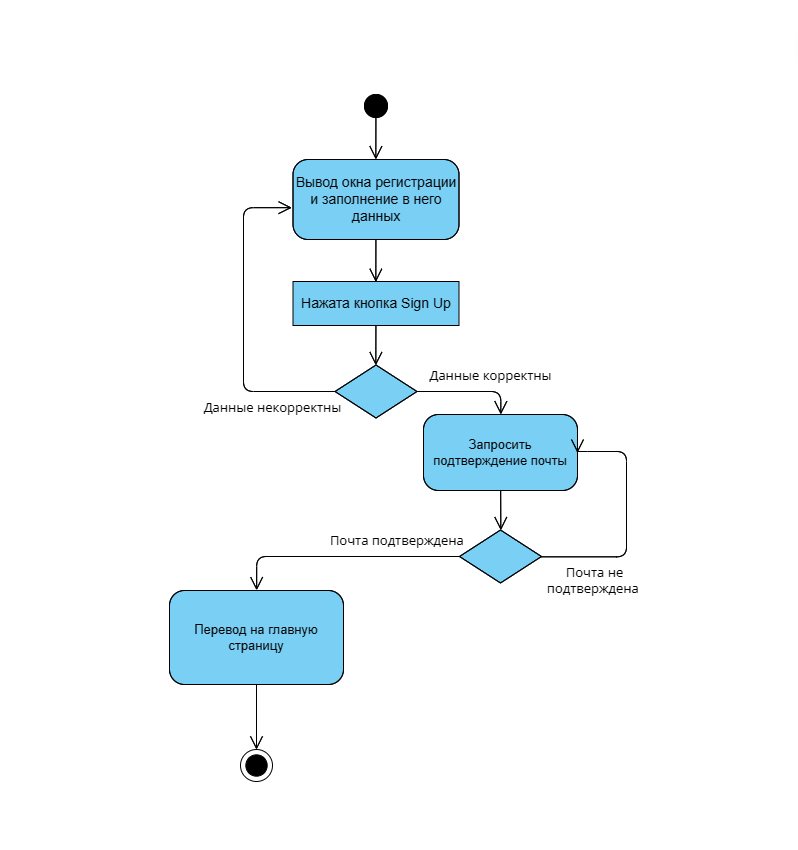 Вывод окна регистрации
и заполнение в него
данных
Нажата кнопка Sign Up
Данные корректны
Данные некорректны
Запросить
подтверждение почты
Почта подтверждена
Почта не
подтверждена
Перевод на главную
страницу